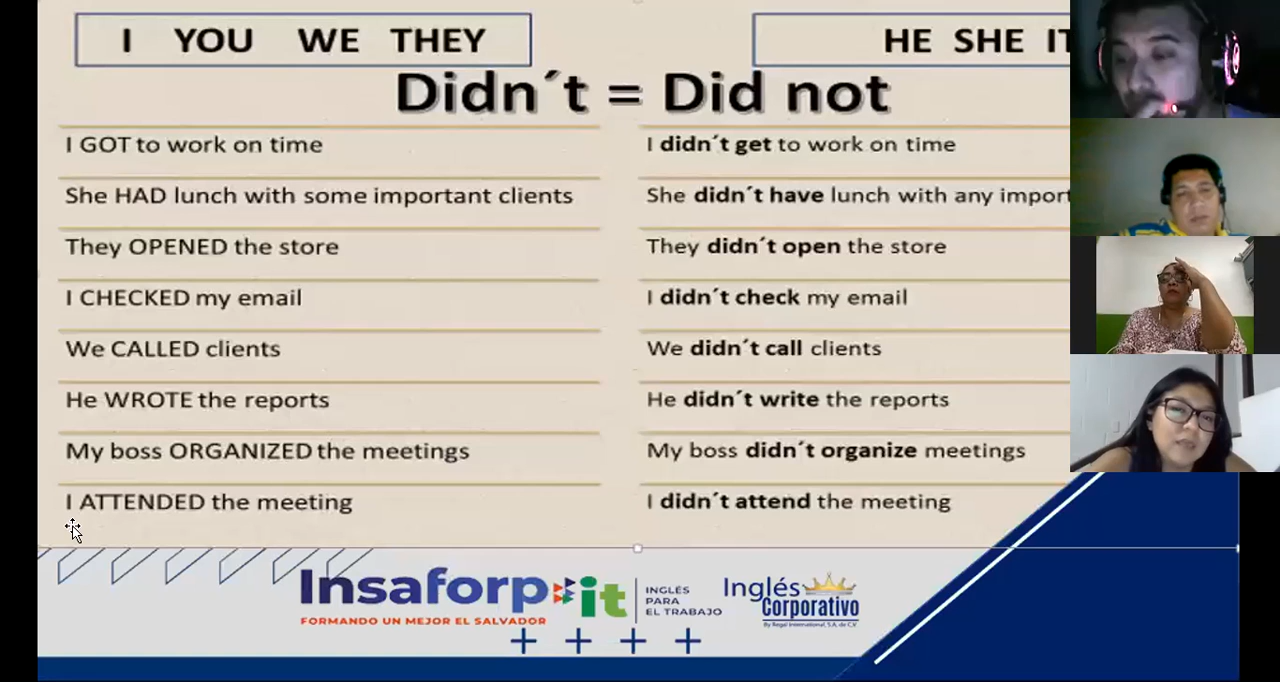 I YOU WE THEY
HE SHE IT
Didn´t = Did not
I GOT to work on time
I didn´t get to work on time
She HAD lunch with some important clients
She didn´t have lunch with any
They OPENED the store
They didn´t open the store
I CHECKED my email
I didn´t check my email
We CALLED clients
We didn´t call clients
He WROTE the reports
He didn´t write the reports
My boss ORGANIZED the meetings
My boss didn´t organize meetings
I ATTENDED the meeting
I didn´t attend the meeting
Insaforp it
FORMANDO UN MEJOR EL SALVADOR
INGLÉS
PARA
EL TRABAJO
Inglés
Corporativo
By Regal International, S.A. de C.V.